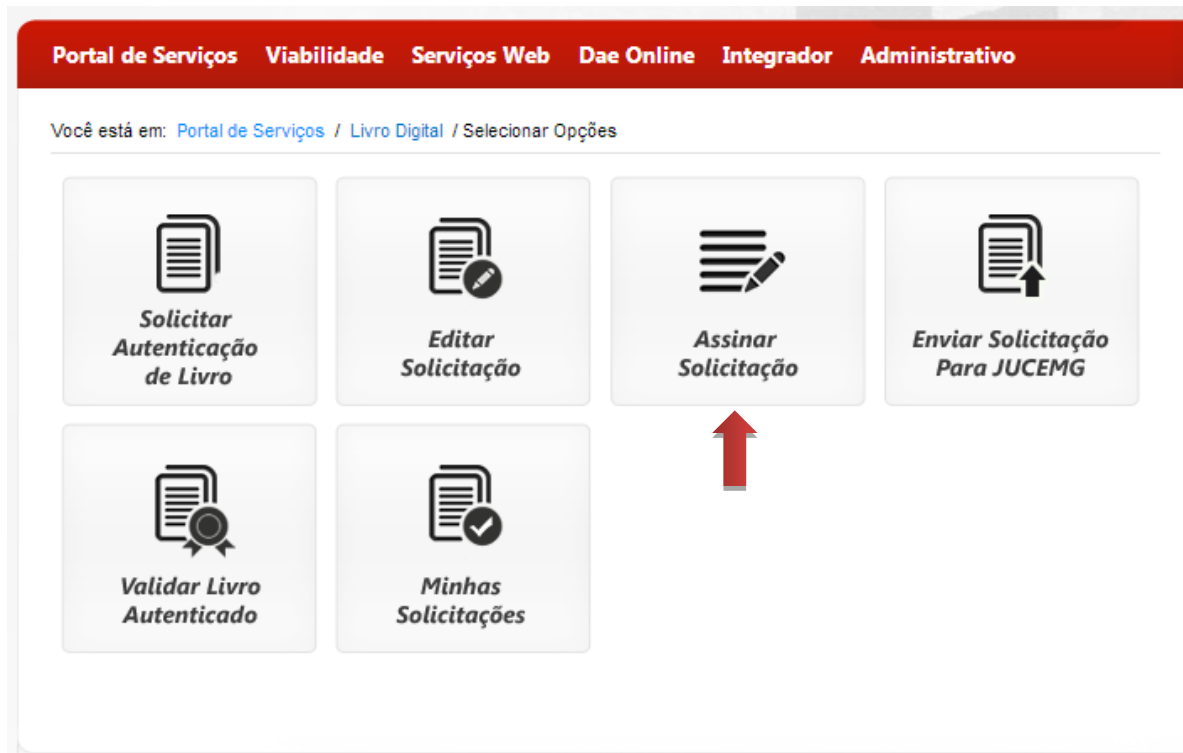 Portal de Serviços Viabilidade Serviços Web Dae Online Integrador Administrativo
Você está em: Portal de Serviços / Livro Digital / Selecionar Opções
Solicitar
Autenticação
de Livro
Editar
Solicitação
Assinar
Solicitação
Enviar Solicitação
Para JUCEMG
Validar Livro
Autenticado
Minhas
Solicitações